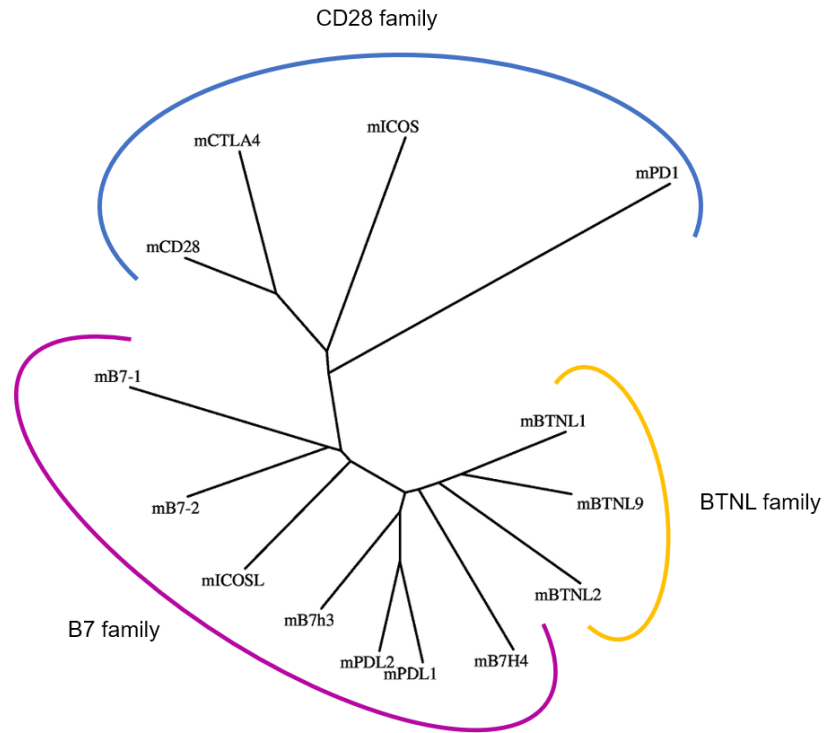 CD28 family
mICOS
mCTLA4
mPD1
mCD28
mB7-1
mBTNL1
mB7-2
mBTNL9
BTNL family
mICOSL
mBTNL2
mB7h3
B7 family
mPDL2
mPDL1
mB7H4